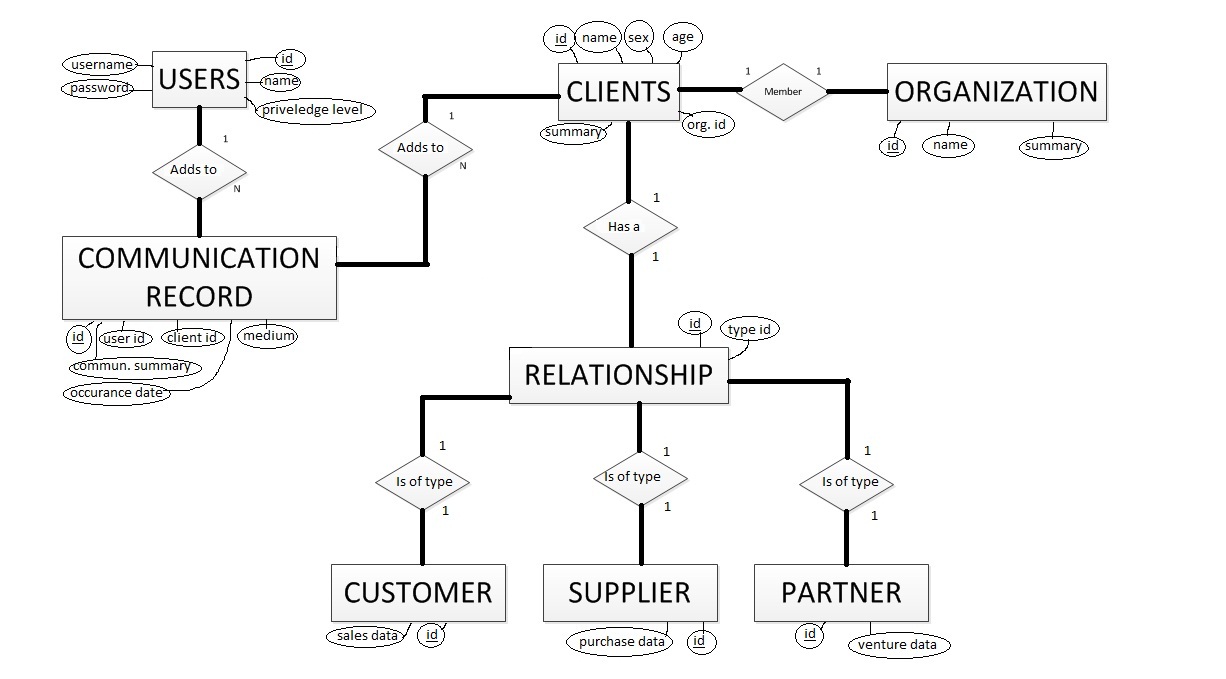 id
name
sex
age
username
USERS
id
password
name
priveledge level
CLIENTS
1
Member
1
ORGANIZATION
summary
org. id
id
name
summary
1
Adds to
N
1
Adds to
N
COMMUNICATION
RECORD
1
Has a
1
id
user id
client id
medium
commun. summary
occurance date
id
type id
RELATIONSHIP
1
Is of type
1
1
Is of type
1
1
Is of type
1
CUSTOMER
SUPPLIER
PARTNER
sales data
id
purchase data
id
id
venture data